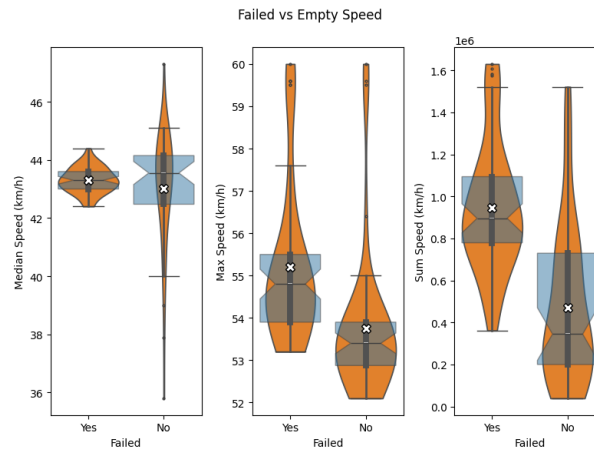 Failed vs Empty Speed
Median Speed (km/h)
46
44
42
40
38
36
Yes
No
Failed
Max Speed (km/h)
60
59
58
57
56
55
54
53
52
Yes
No
Failed
1e6
Sum Speed (km/h)
1.6
1.4
1.2
1.0
0.8
0.6
0.4
0.2
0.0
Yes
No
Failed